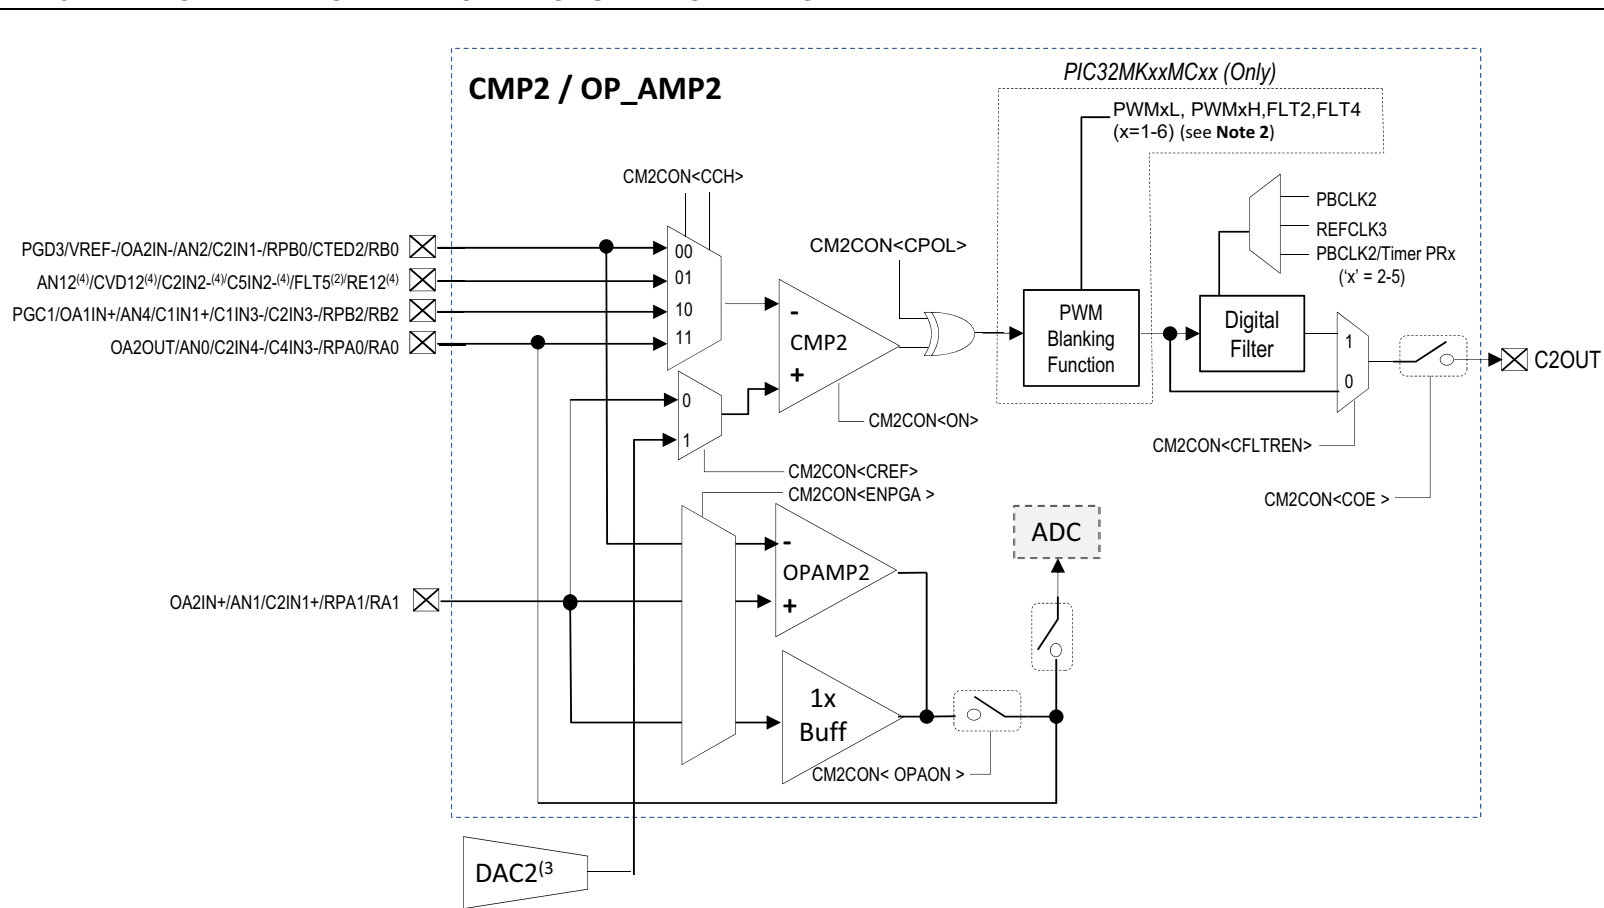 CMP2 / OP_AMP2
PIC32MKxxMCxx (Only)
PWMxL, PWMxH,FLT2,FLT4
(x=1-6) (see Note 2)
CM2CON<CCH>
PGD3/VREF-/OA2IN-/AN2/C2IN1-/RPB0/CTED2/RB0
AN12(4)/CVD12(4)/C2IN2-(4)/C5IN2-(4)/FLT5(2)/RE12(4)
PGC1/OA1IN+/AN4/C1IN1+/C1IN3-/C2IN3-/RPB2/RB2
OA2OUT/AN0/C2IN4-/C4IN3-/RPA0/RA0
00
01
10
11
CM2CON<CPOL>
-
CMP2
+
PWM
Blanking
Function
PBCLK2
REFCLK3
PBCLK2/Timer PRx
('x' = 2-5)
Digital
Filter
1
0
C2OUT
0
1
CM2CON<ON>
CM2CON<CFLTREN>
CM2CON<CREF>
CM2CON<ENPGA >
CM2CON<COE >
-
OPAMP2
+
ADC
OA2IN+/AN1/C2IN1+/RPA1/RA1
1x
Buff
CM2CON< OPAON >
DAC2(3